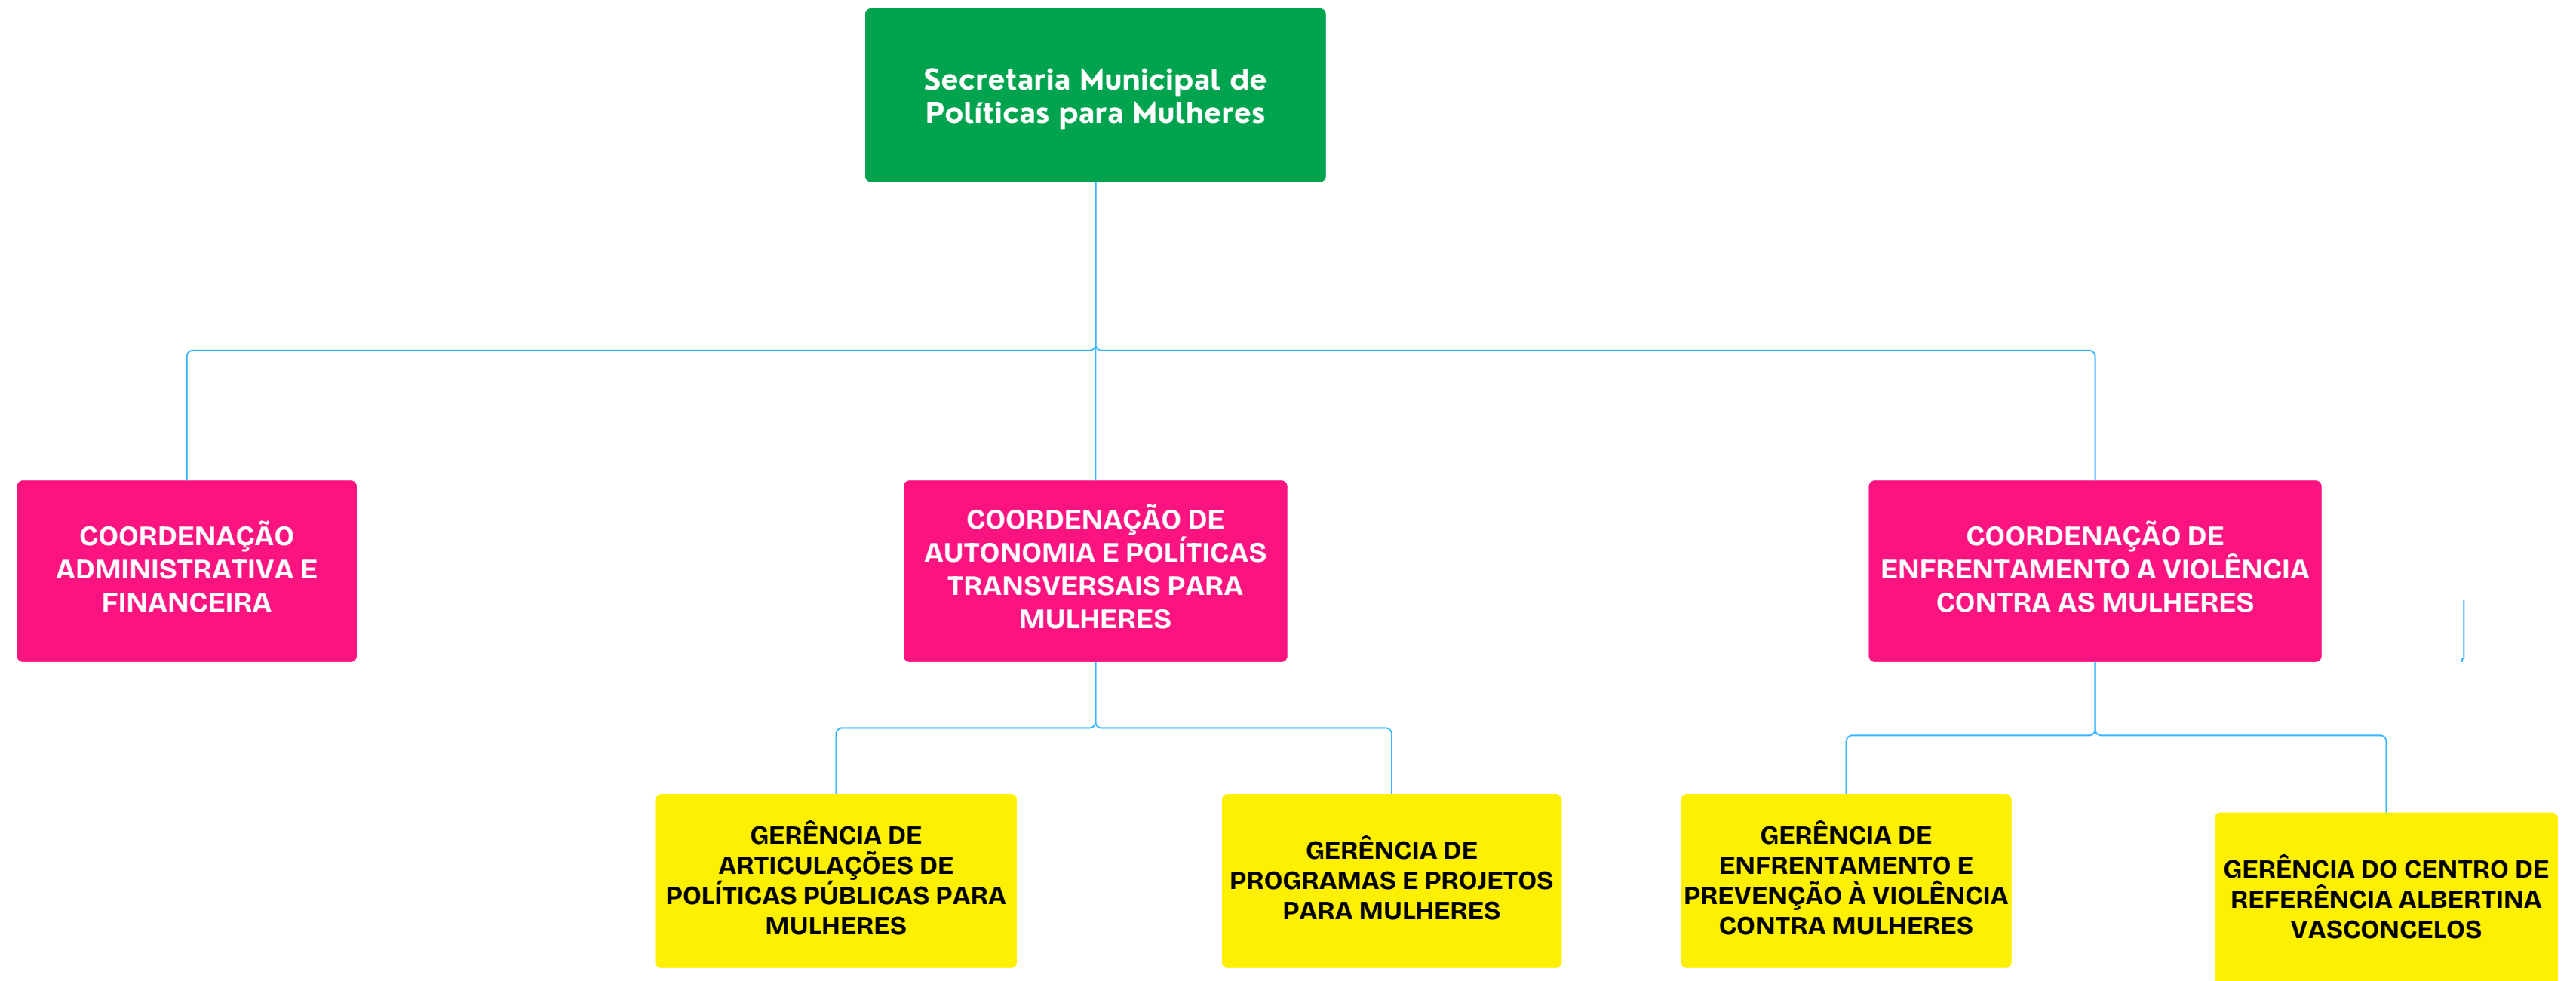 Secretaria Municipal de
Políticas para Mulheres
COORDENAÇÃO
ADMINISTRATIVA E
FINANCEIRA
COORDENAÇÃO DE
AUTONOMIA E POLÍTICAS
TRANSVERSAIS PARA
MULHERES
COORDENAÇÃO DE
ENFRENTAMENTO A VIOLÊNCIA
CONTRA AS MULHERES
GERÊNCIA DE
ARTICULAÇÕES DE
POLÍTICAS PÚBLICAS PARA
MULHERES
GERÊNCIA DE
PROGRAMAS E PROJETOS
PARA MULHERES
GERÊNCIA DE
ENFRENTAMENTO E
PREVENÇÃO À VIOLÊNCIA
CONTRA MULHERES
GERÊNCIA DO CENTRO DE
REFERÊNCIA ALBERTINA
VASCONCELOS